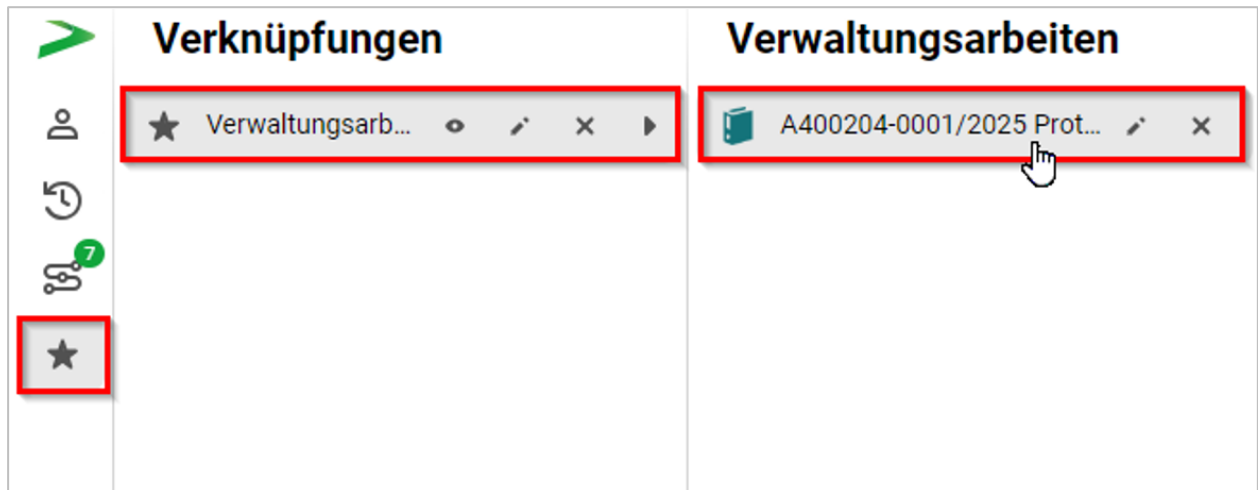 Verknüpfungen
Verwaltungsarbeiten
Verwaltungsarb...
A400204-0001/2025 Prot...
7